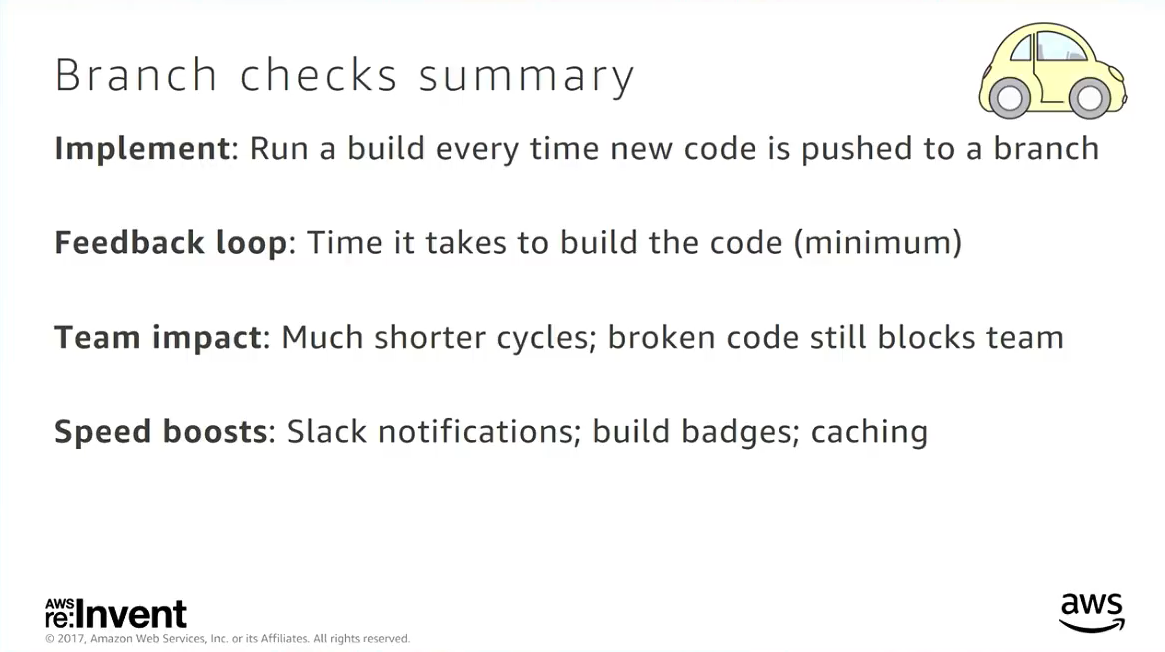 Branch checks summary
Implement: Run a build every time new code is pushed to a branch
Feedback loop: Time it takes to build the code (minimum)
Team impact: Much shorter cycles; broken code still blocks team
Speed boosts: Slack notifications; build badges; caching
AWS
re:Invent
© 2017, Amazon Web Services, Inc. or its Affiliates. All rights reserved.
aws